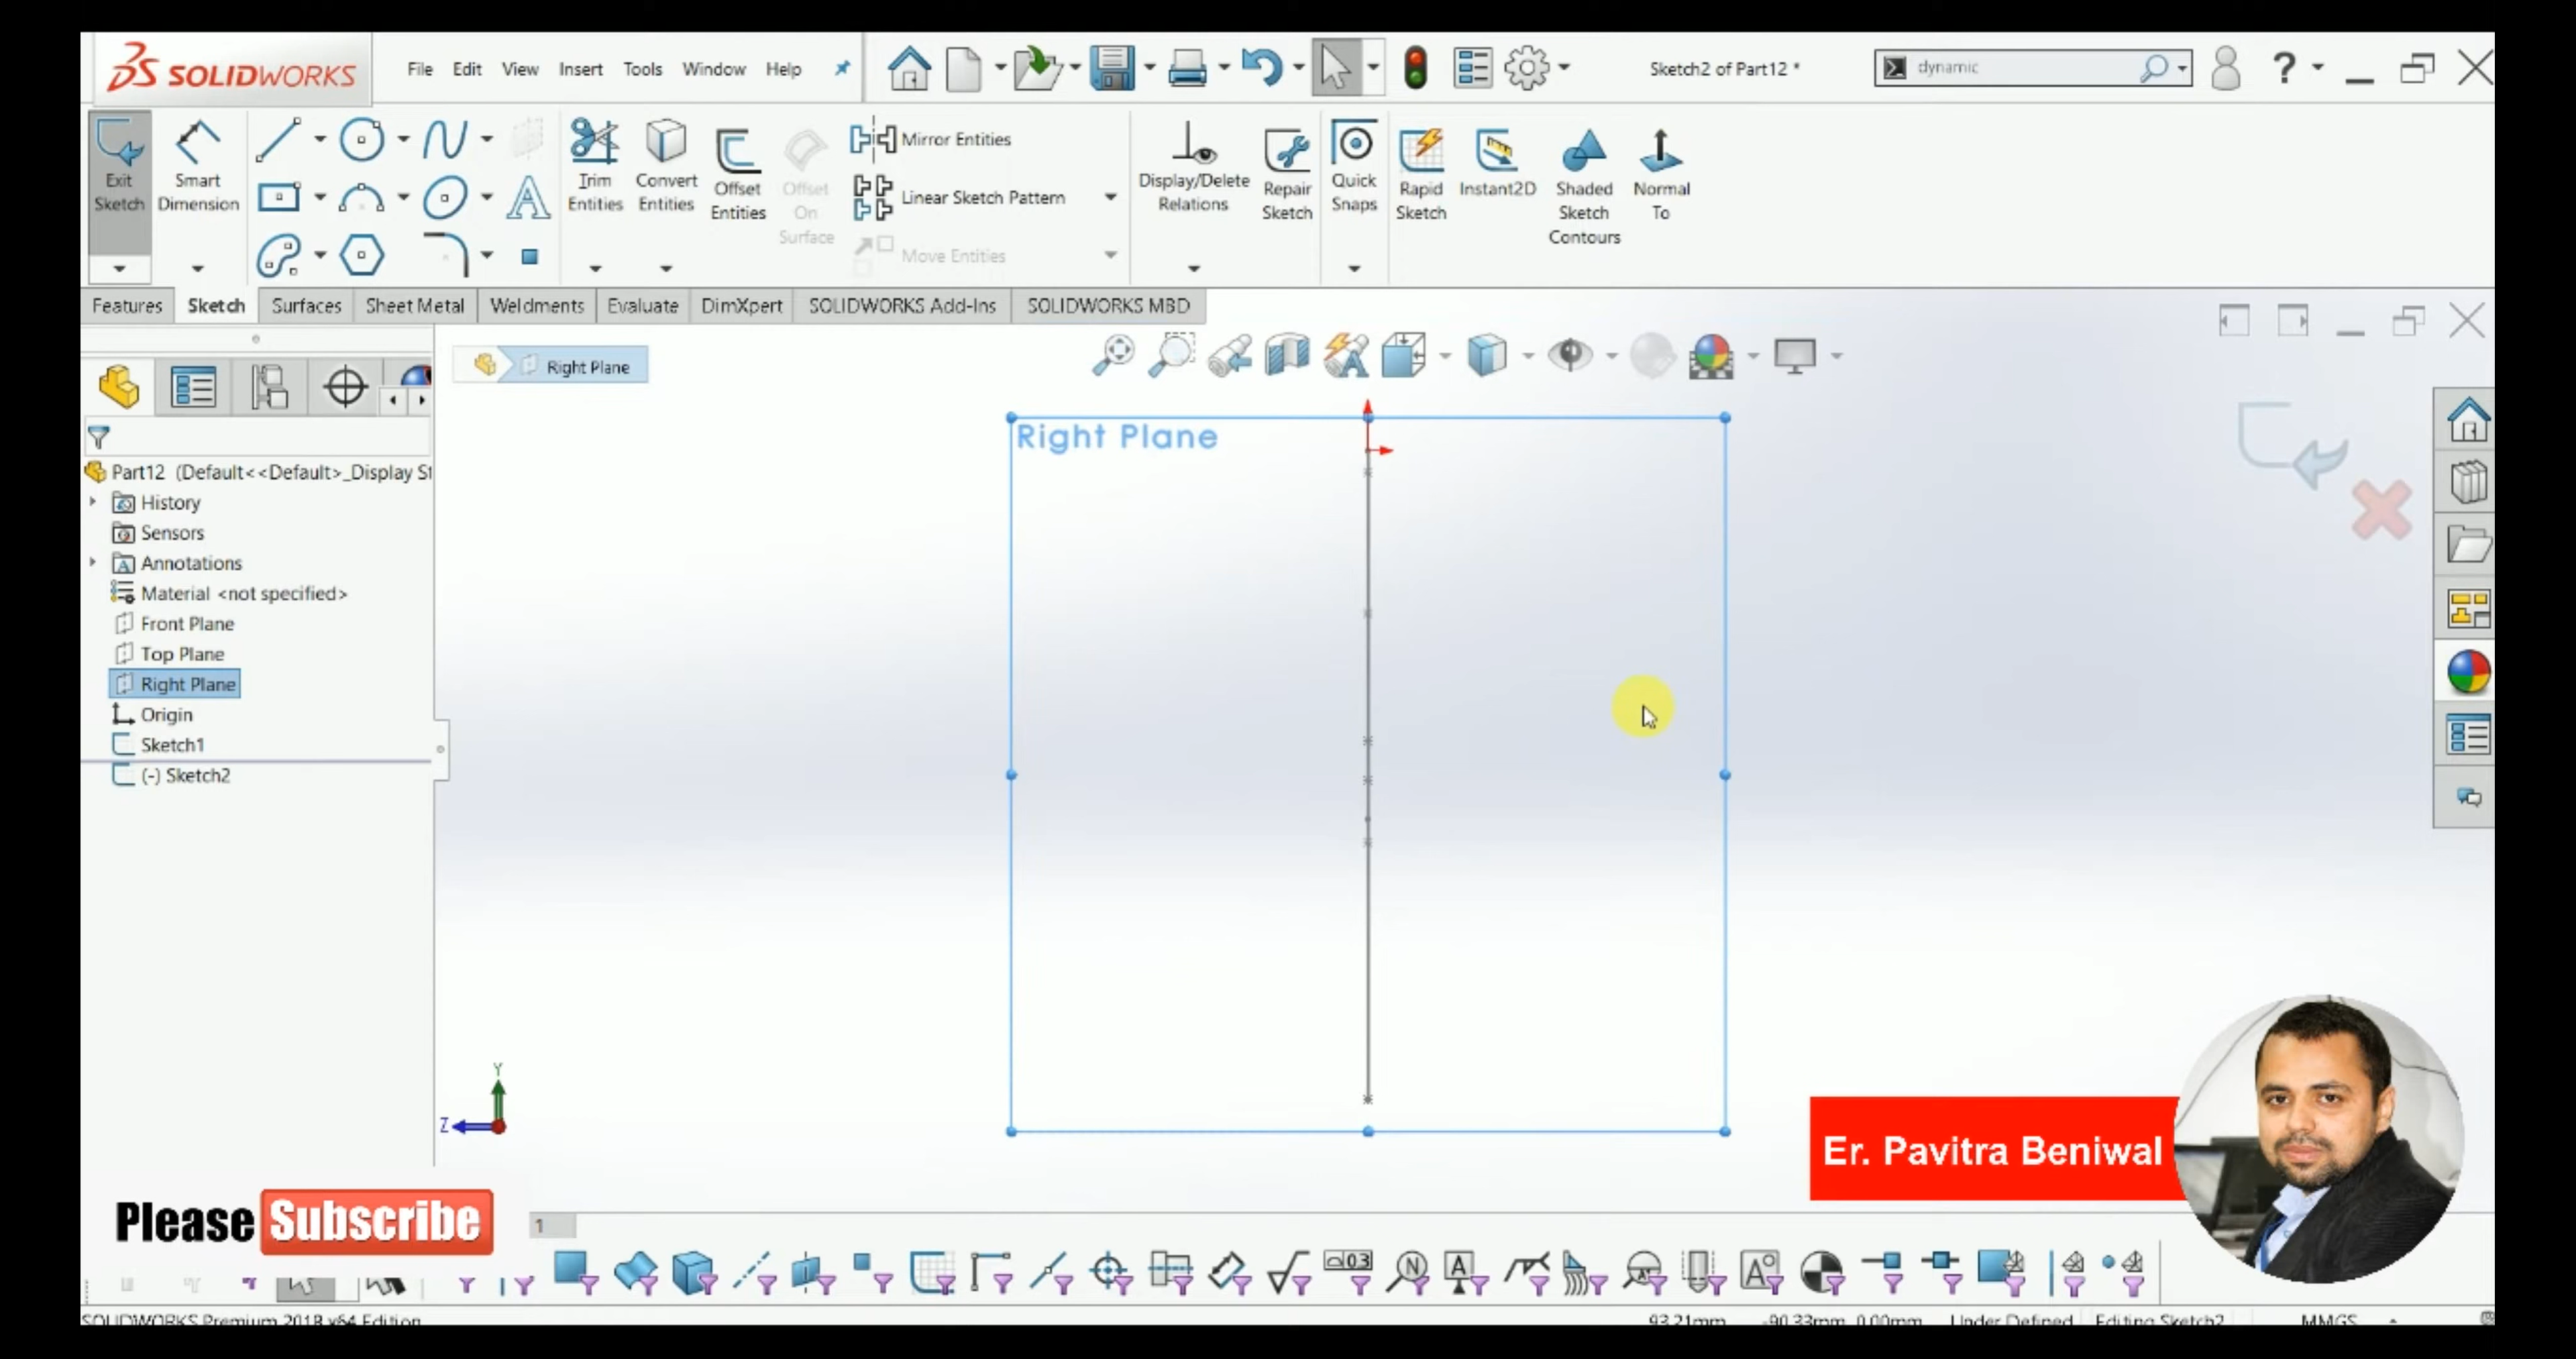 SOLIDWORKS
File Edit View Insert Tools Window Help
Sketch2 of Part12 *
dynamic
?
Exit Sketch
Smart Dimension
Trim Entities
Convert Entities
Offset Entities
Offset On Surface
Mirror Entities
Linear Sketch Pattern
Move Entities
Display/Delete Relations
Repair Sketch
Quick Snaps
Rapid Sketch
Instant2D
Shaded Sketch Contours
Normal To
Features Sketch Surfaces Sheet Metal Weldments Evaluate DimXpert SOLIDWORKS Add-Ins SOLIDWORKS MBD
Right Plane
Right Plane
Part12 (Default<<Default>_Display St
History
Sensors
Annotations
Material <not specified>
Front Plane
Top Plane
Right Plane
Origin
Sketch1
(-) Sketch2
Y
Z
Er. Pavitra Beniwal
Please Subscribe
1
SOLIDWORKS Premium 2018 x64 Edition
93.21mm -90.33mm 0.00mm Under Defined Editing Sketch2 MMGS